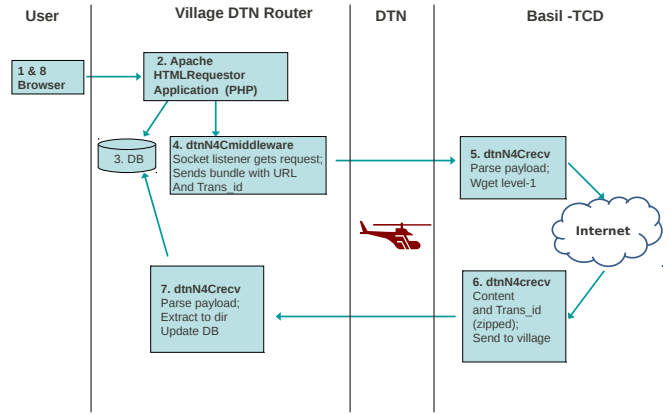 User
Village DTN Router
DTN
Basil -TCD
1 & 8
Browser
2. Apache
HTMLRequestor
Application (PHP)
3. DB
4. dtnN4Cmiddleware
Socket listener gets request;
Sends bundle with URL
And Trans_id
5. dtnN4Crecv
Parse payload;
Wget level-1
Internet
6. dtnN4crecv
Content
and Trans_id
(zipped);
Send to village
7. dtnN4Crecv
Parse payload;
Extract to dir
Update DB